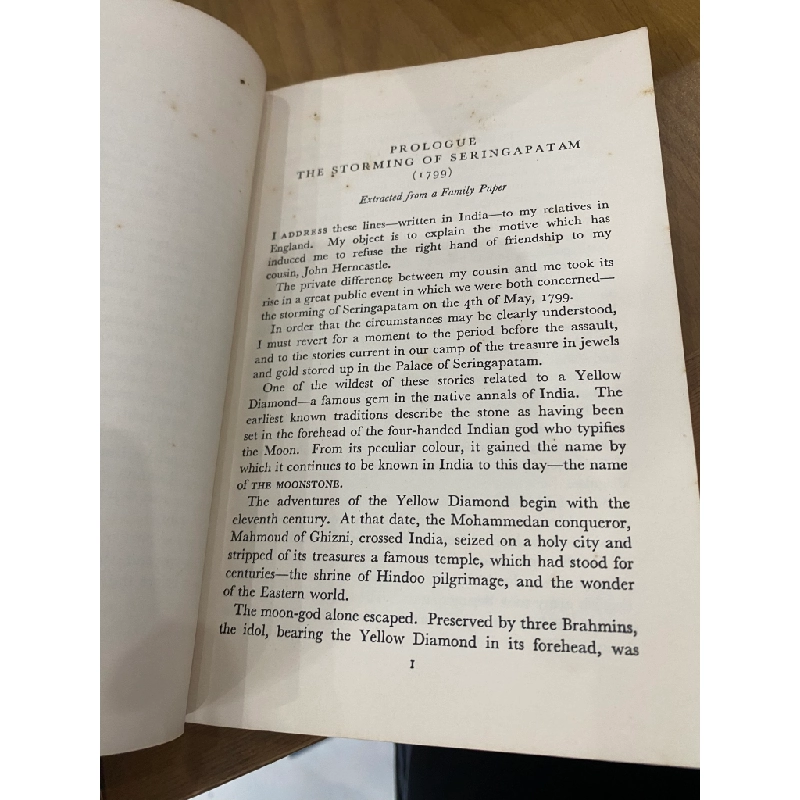 PROLOGUE
THE STORMING OF SERINGAPATAM
(1799)
Extracted from a Family Paper
I ADDRESS these lines—written in India—to my relatives in
England. My object is to explain the motive which has
induced me to refuse the right hand of friendship to my
cousin, John Herncastle.
The private difference between my cousin and me took its
rise in a great public event in which we were both concerned—
the storming of Seringapatam on the 4th of May, 1799.
In order that the circumstances may be clearly understood,
I must revert for a moment to the period before the assault,
and to the stories current in our camp of the treasure in jewels
and gold stored up in the Palace of Seringapatam.
One of the wildest of these stories related to a Yellow
Diamond—a famous gem in the native annals of India. The
earliest known traditions describe the stone as having been
set in the forehead of the four-handed Indian god who typifies
the Moon. From its peculiar colour, it gained the name by
which it continues to be known in India to this day—the name
of THE MOONSTONE.
The adventures of the Yellow Diamond begin with the
eleventh century. At that date, the Mohammedan conqueror,
Mahmoud of Ghizni, crossed India, seized on a holy city and
stripped of its treasures a famous temple, which had stood for
centuries—the shrine of Hindoo pilgrimage, and the wonder
of the Eastern world.
The moon-god alone escaped. Preserved by three Brahmins,
the idol, bearing the Yellow Diamond in its forehead, was
I